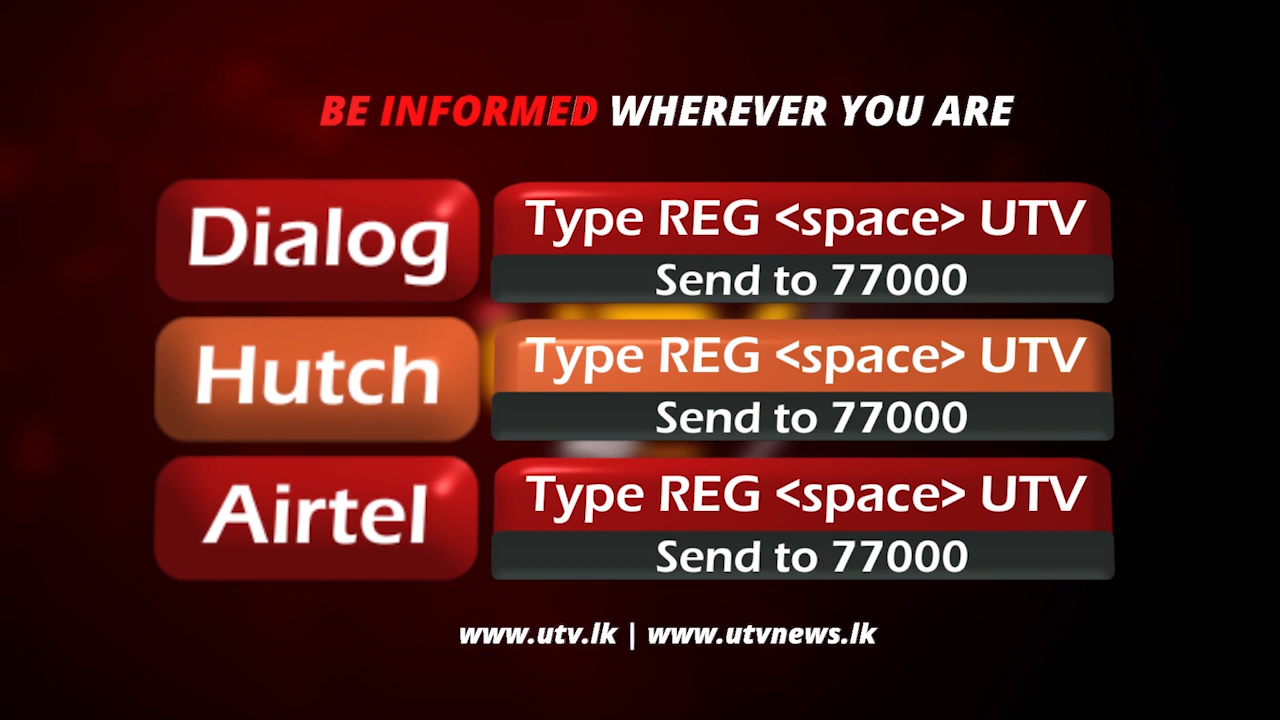 BE INFORMED WHEREVER YOU ARE
Dialog
Type REG <space> UTV
Send to 77000
Hutch
Type REG <space> UTV
Send to 77000
Airtel
Type REG <space> UTV
Send to 77000
www.utv.lk | www.utvnews.lk